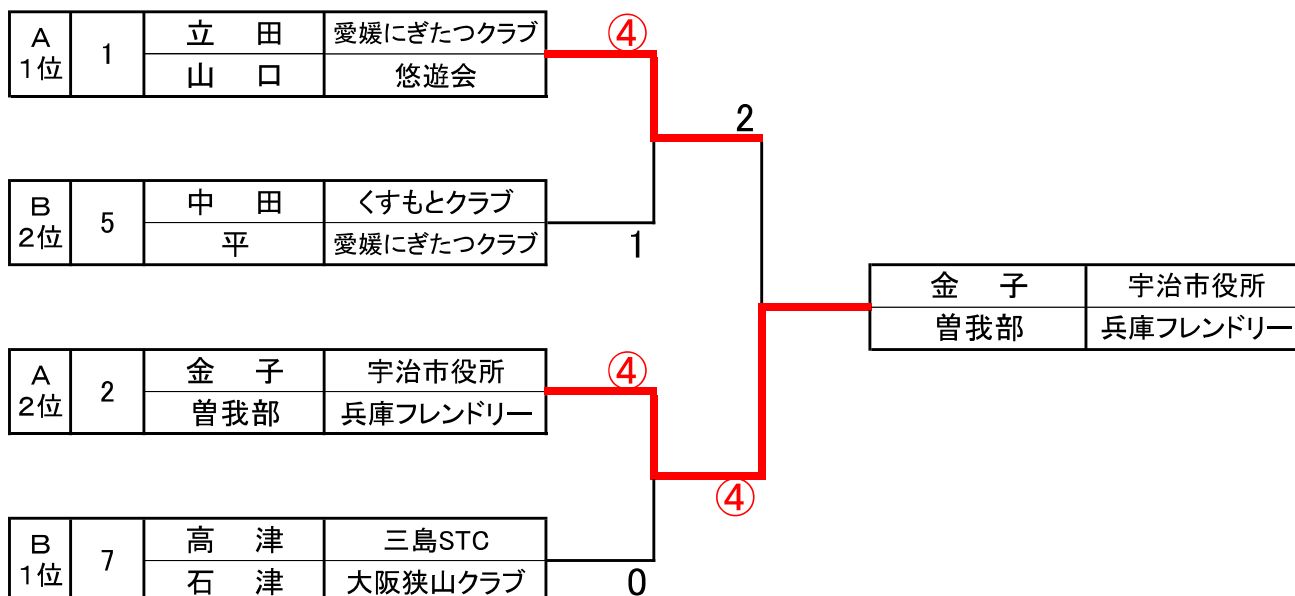 A 1位 1 立 田 愛媛にぎたつクラブ ④
山 口 悠遊会
2
B 2位 5 中 田 くすもとクラブ
平 愛媛にぎたつクラブ 1
金 子 宇治市役所
曽我部 兵庫フレンドリー
A 2位 2 金 子 宇治市役所 ④
曽我部 兵庫フレンドリー
④
B 1位 7 高 津 三島STC
石 津 大阪狭山クラブ 0